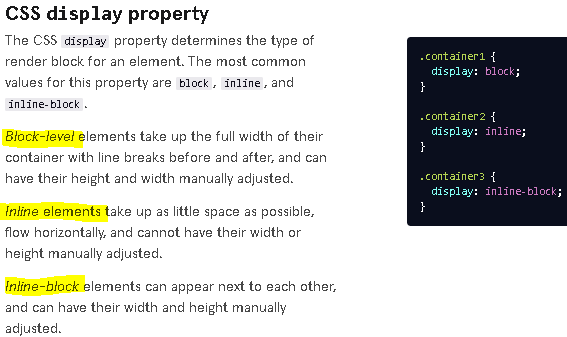 CSS display property
The CSS display property determines the type of
render block for an element. The most common
values for this property are block, inline, and
inline-block.
Block-level elements take up the full width of their
container with line breaks before and after, and can
have their height and width manually adjusted.
Inline elements take up as little space as possible,
flow horizontally, and cannot have their width or
height manually adjusted.
Inline-block elements can appear next to each other,
and can have their width and height manually
adjusted.
.container1 {
  display: block;
}
.container2 {
  display: inline;
}
.container3 {
  display: inline-block;
}